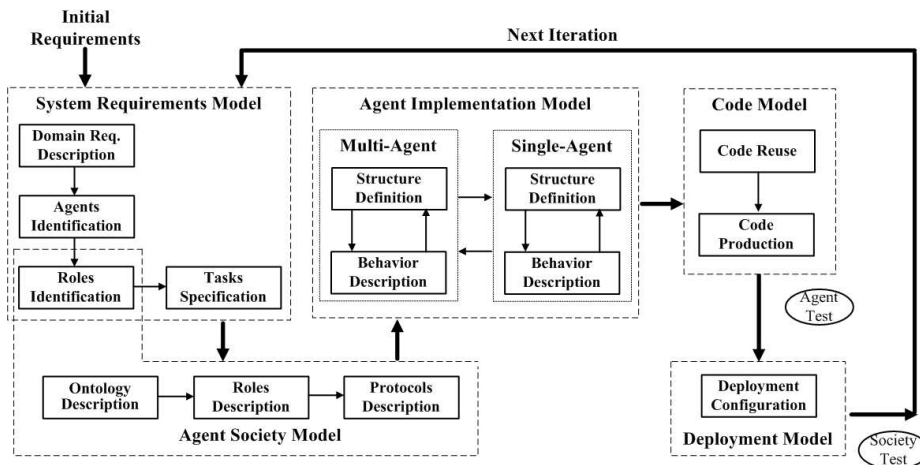 Initial
Requirements
Next Iteration
System Requirements Model
Domain Req.
Description
Agents
Identification
Roles
Identification
Tasks
Specification
Ontology
Description
Roles
Description
Protocols
Description
Agent Society Model
Agent Implementation Model
Multi-Agent
Structure
Definition
Behavior
Description
Single-Agent
Structure
Definition
Behavior
Description
Code Model
Code Reuse
Code
Production
Agent
Test
Deployment
Configuration
Deployment Model
Society
Test